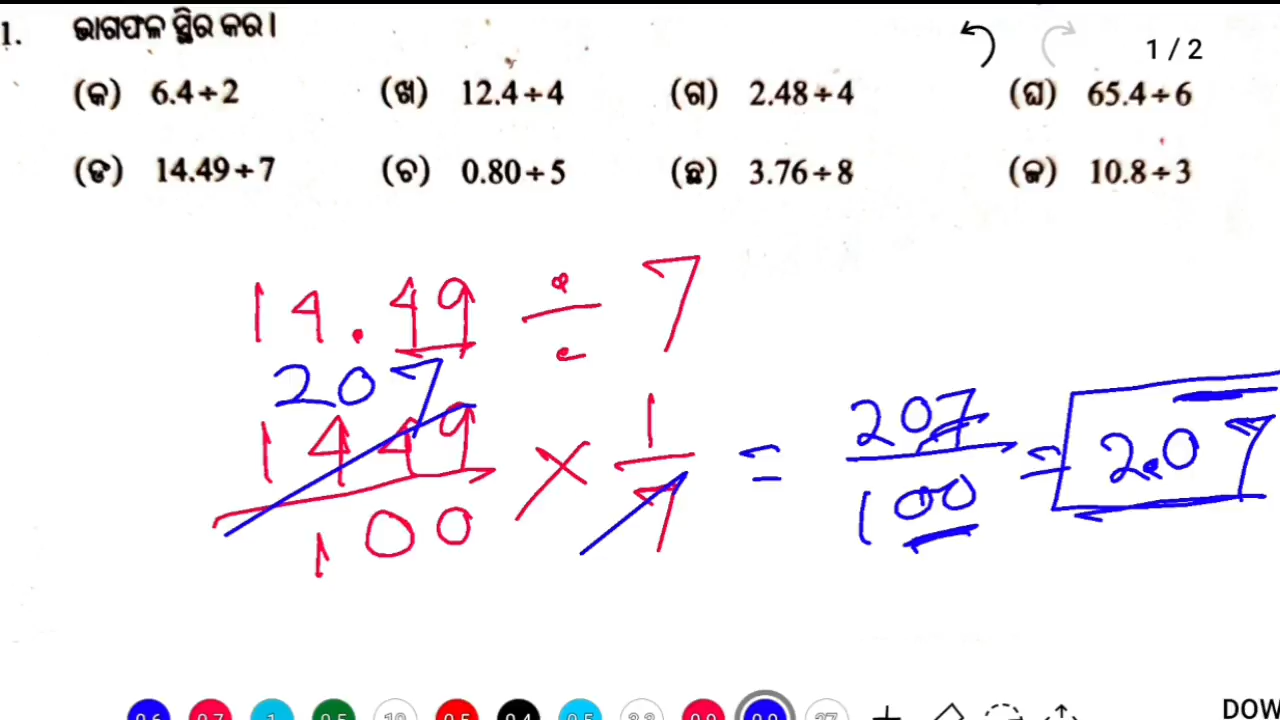 1. ଭାଗଫଳ ସ୍ଥିର କର।
1 / 2
(କ) 6.4÷2 (ଖ) 12.4÷4 (ଗ) 2.48÷4 (ଘ) 65.4÷6
(ଙ) 14.49÷7 (ଚ) 0.80÷5 (ଛ) 3.76÷8 (ଜ) 10.8÷3
14.49 ÷ 7
207
1449 × 1 = 207 = 2.07
100 7 100
DOW